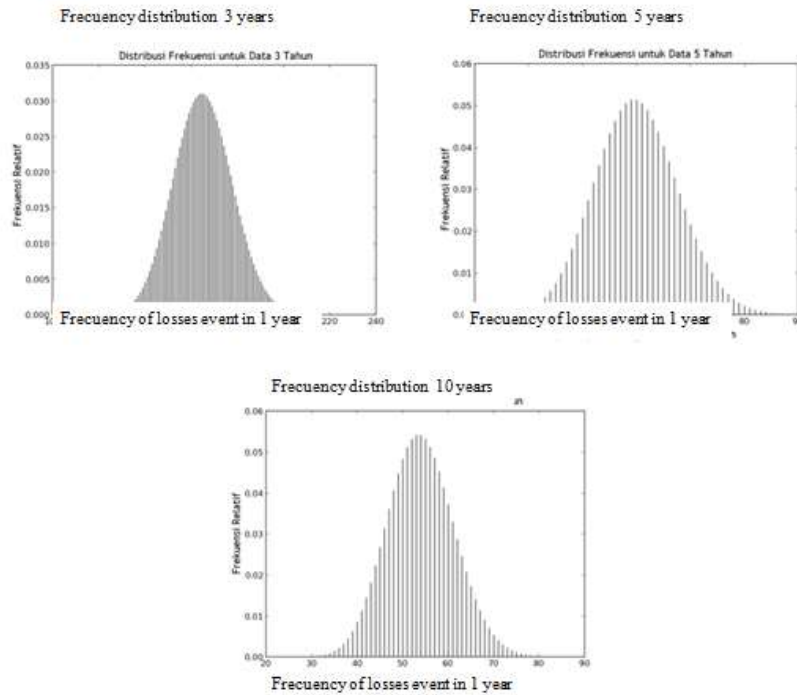 Frecuency distribution 3 years
Distribusi Frekuensi untuk Data 3 Tahun
0.035
0.030
0.025
0.020
0.015
0.010
0.005
0.000
Frekuensi Relatif
220 240
Frecuency of losses event in 1 year
Frecuency distribution 5 years
Distribusi Frekuensi untuk Data 5 Tahun
0.06
0.05
0.04
0.03
0.02
0.01
Frekuensi Relatif
80
Frecuency of losses event in 1 year
Frecuency distribution 10 years
0.06
0.05
0.04
0.03
0.02
0.01
0.00
Frekuensi Relatif
20 30 40 50 60 70 80 90
Frecuency of losses event in 1 year